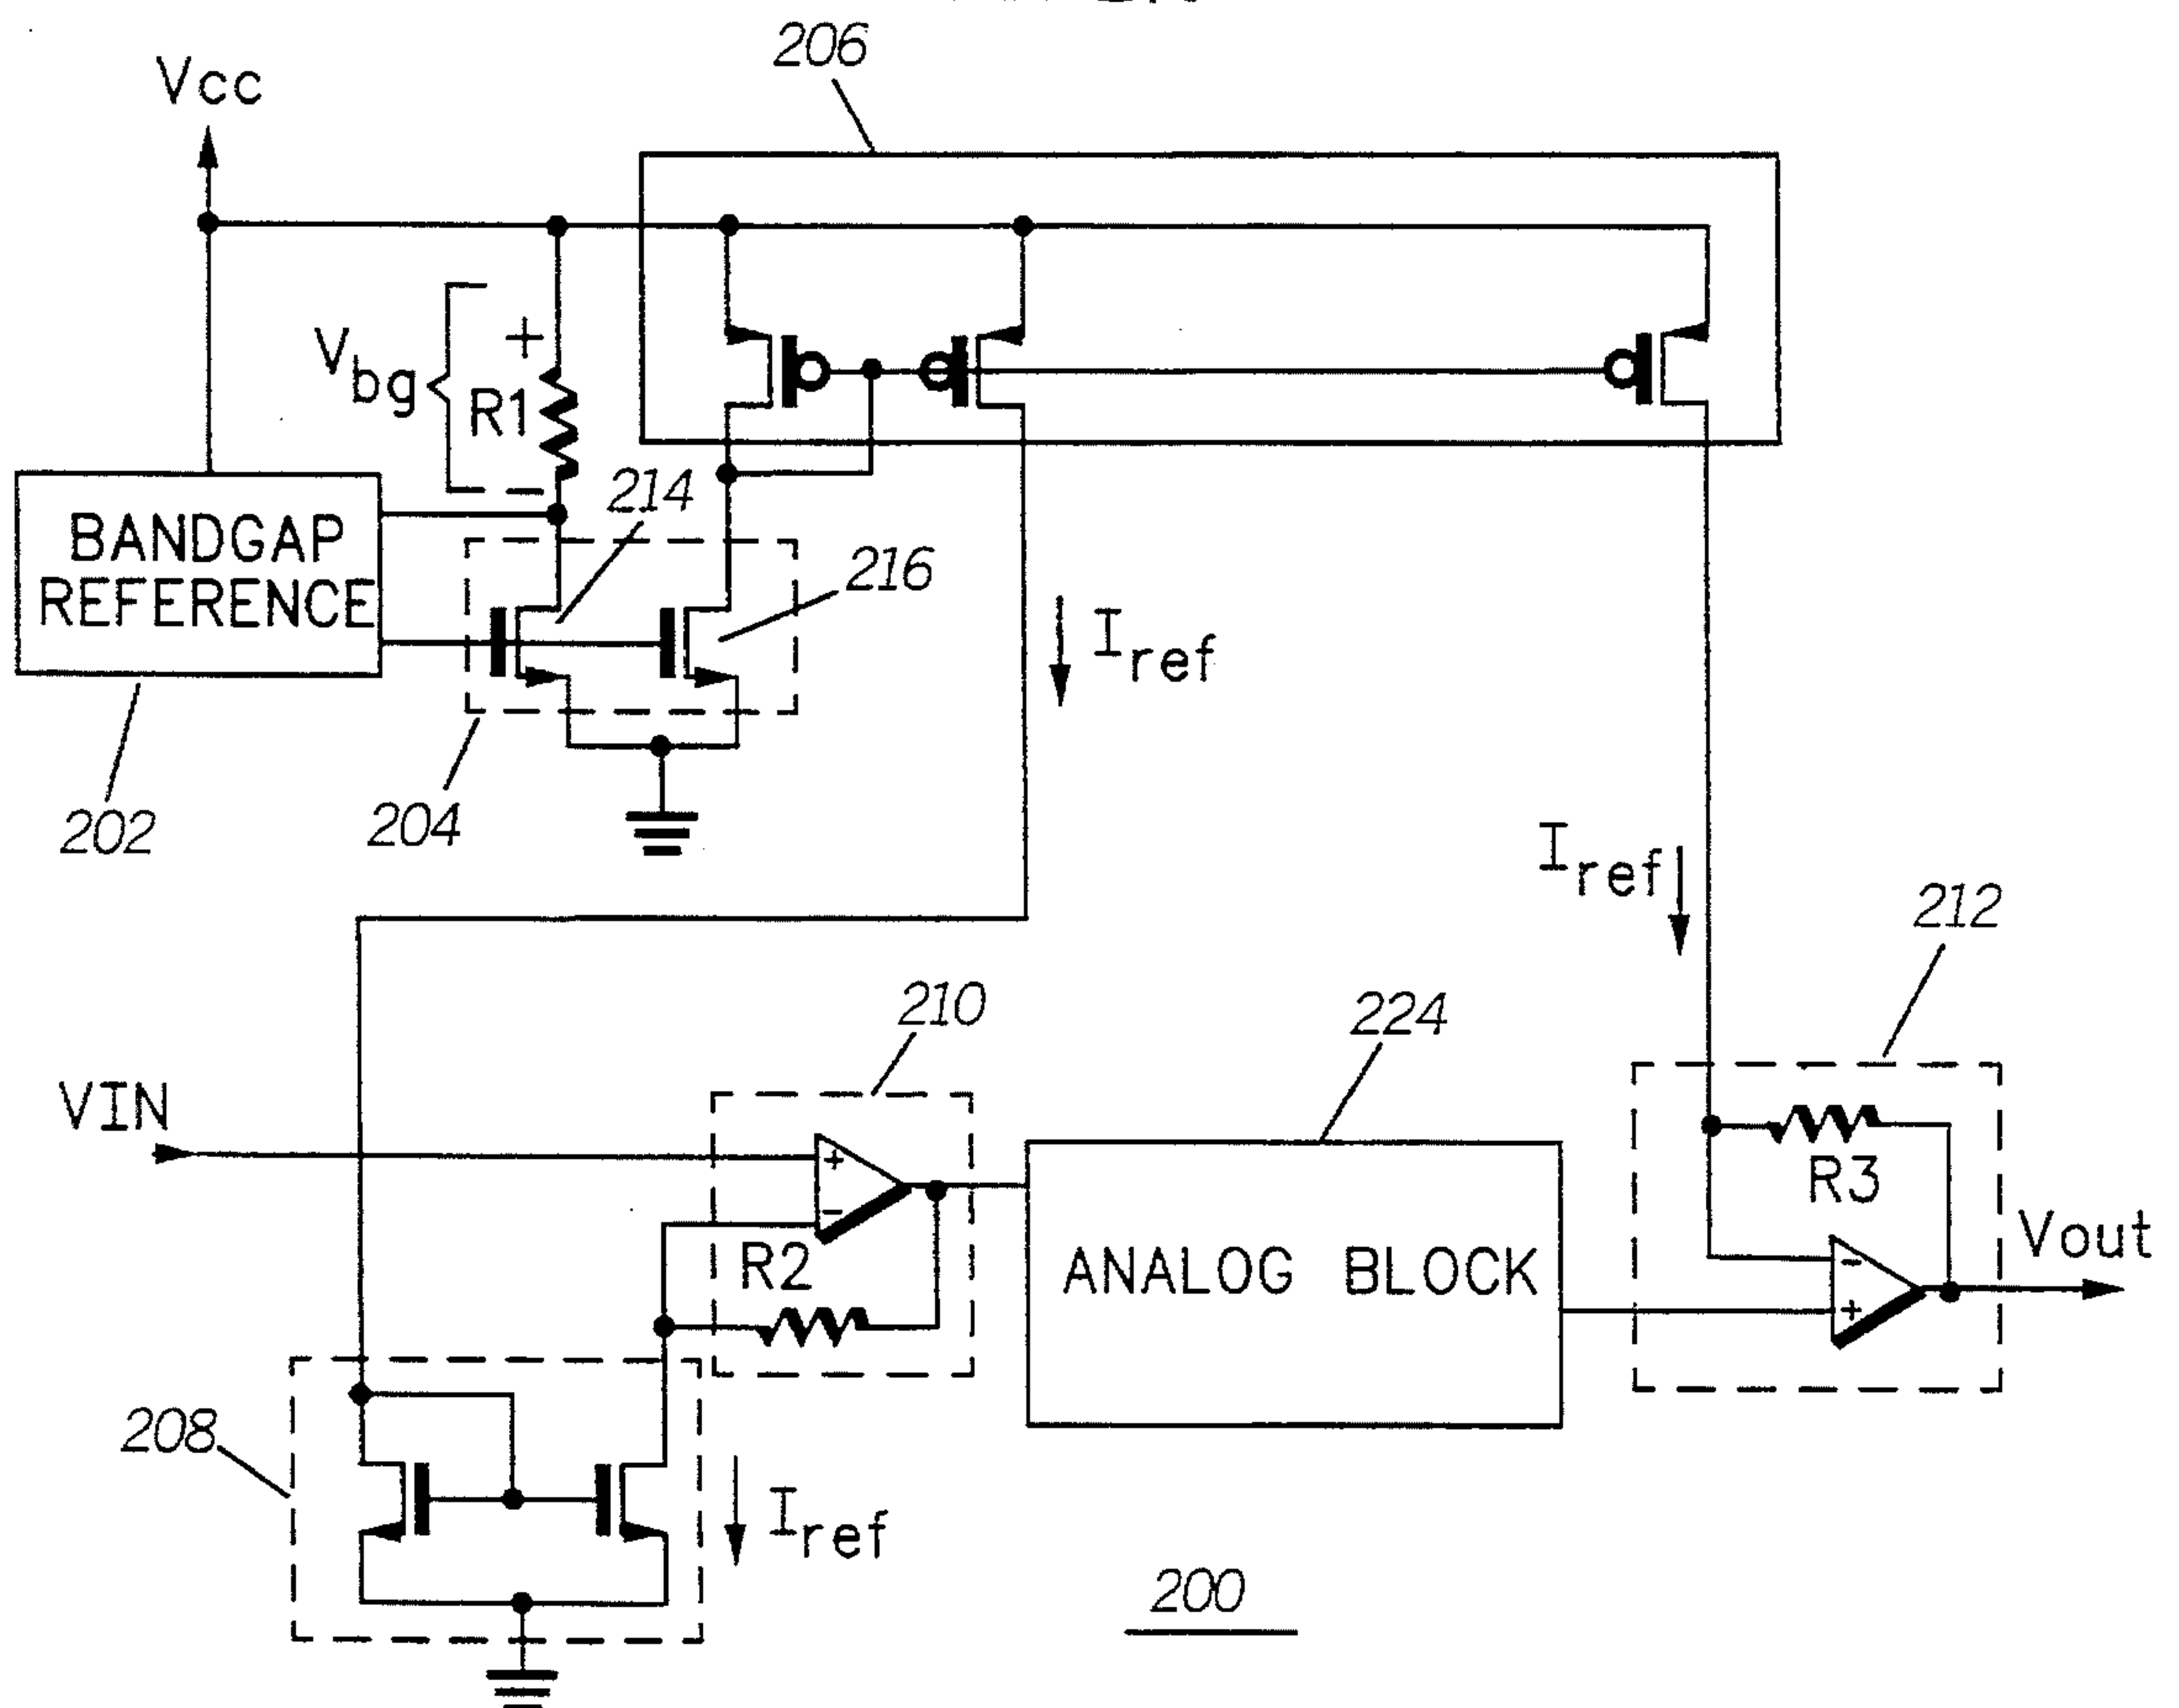 206
Vcc
Vbg
+
R1
214
BANDGAP
REFERENCE
216
Iref
202
204
Iref
212
210
224
VIN
+
-
R2
R3
ANALOG BLOCK
-
+
Vout
208
Iref
200